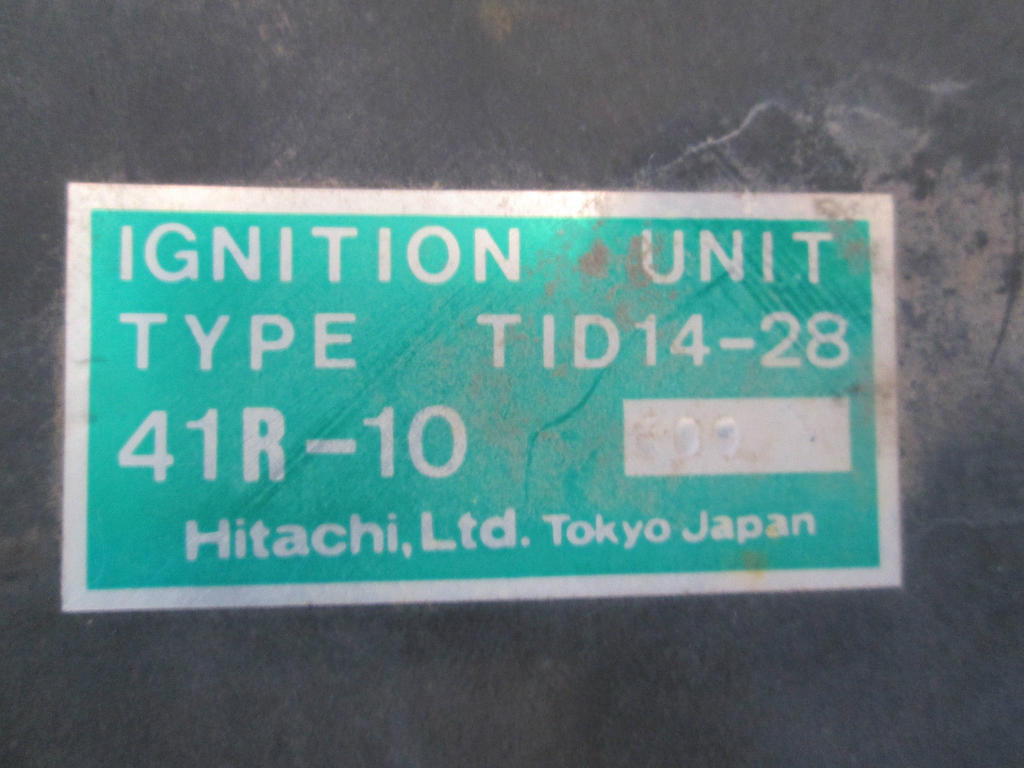 IGNITION UNIT
TYPE TID14-28
41R-10
Hitachi, Ltd. Tokyo Japan